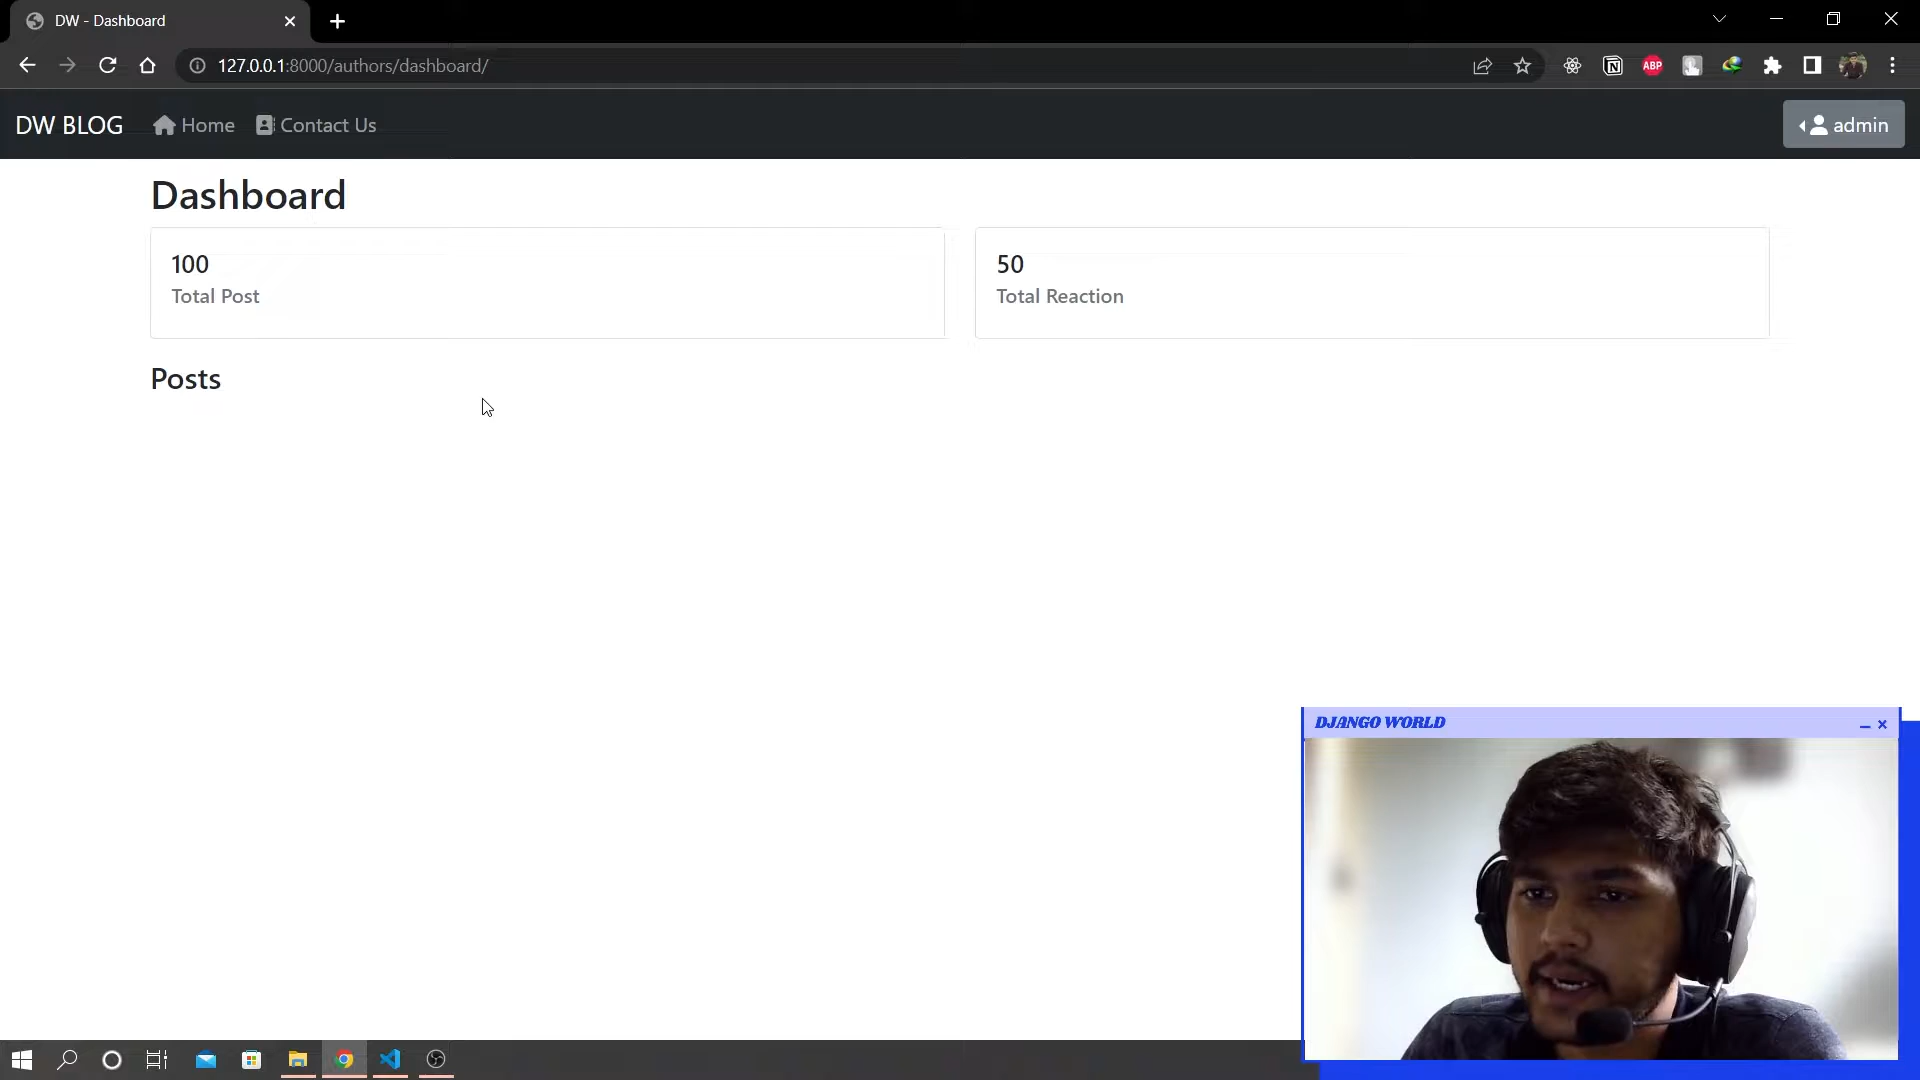 DW - Dashboard
127.0.0.1:8000/authors/dashboard/
ABP
DW BLOG Home Contact Us admin
Dashboard
100
Total Post
50
Total Reaction
Posts
DJANGO WORLD